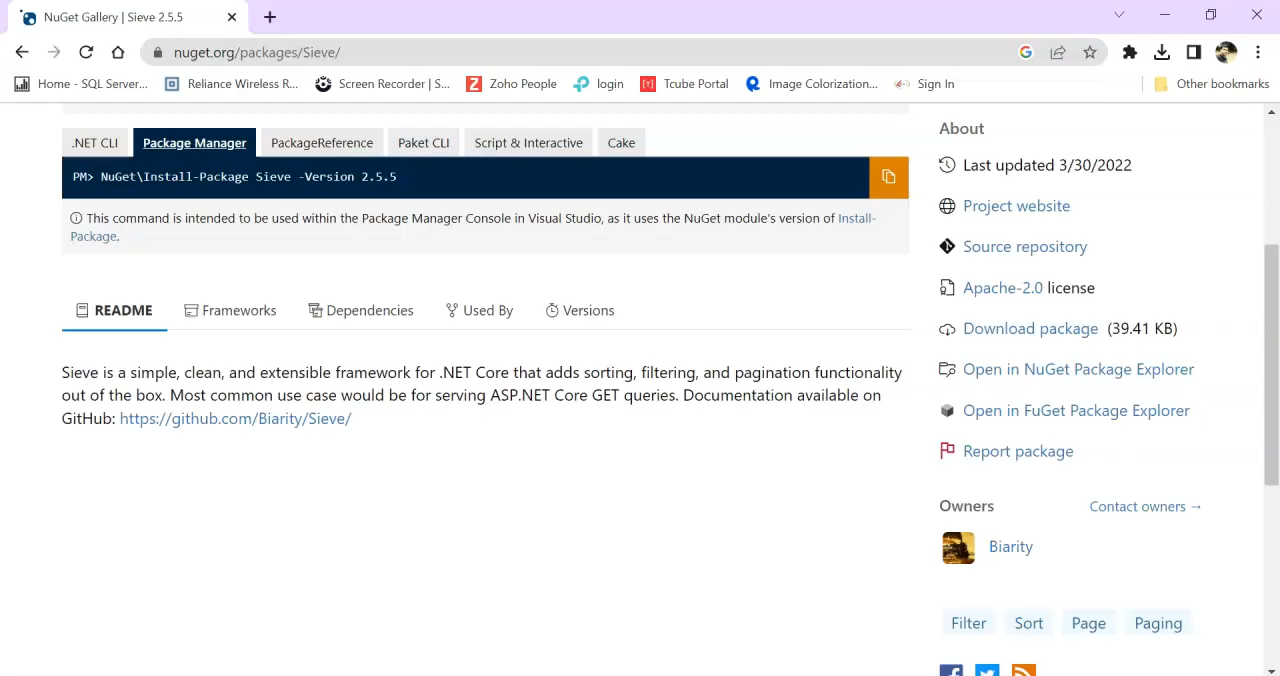 NuGet Gallery | Sieve 2.5.5
nuget.org/packages/Sieve/
Home - SQL Server...
Reliance Wireless R...
Screen Recorder | S...
Zoho People
login
Tcube Portal
Image Colorization...
Sign In
Other bookmarks
.NET CLI
Package Manager
PackageReference
Paket CLI
Script & Interactive
Cake
PM> NuGet\Install-Package Sieve -Version 2.5.5
This command is intended to be used within the Package Manager Console in Visual Studio, as it uses the NuGet module's version of Install-
Package.
README
Frameworks
Dependencies
Used By
Versions
Sieve is a simple, clean, and extensible framework for .NET Core that adds sorting, filtering, and pagination functionality
out of the box. Most common use case would be for serving ASP.NET Core GET queries. Documentation available on
GitHub: https://github.com/Biarity/Sieve/
About
Last updated 3/30/2022
Project website
Source repository
Apache-2.0 license
Download package (39.41 KB)
Open in NuGet Package Explorer
Open in FuGet Package Explorer
Report package
Owners
Contact owners →
Biarity
Filter
Sort
Page
Paging